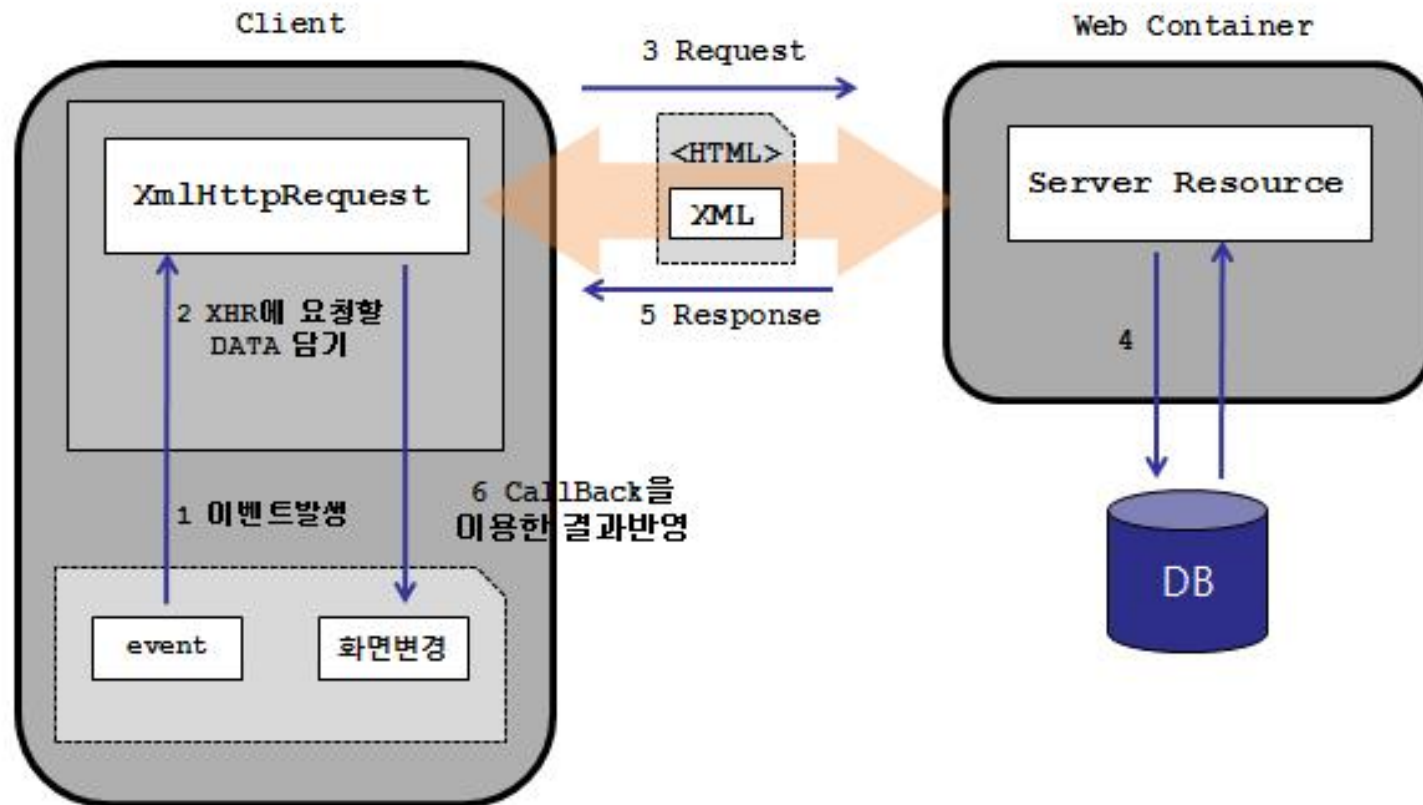 Client
Web Container
3 Request
<HTML>
XmlHttpRequest
XML
Server Resource
2 XHR에 요청할
DATA 담기
5 Response
4
1 이벤트발생
6 CallBack을
이용한 결과반영
event
화면변경
DB